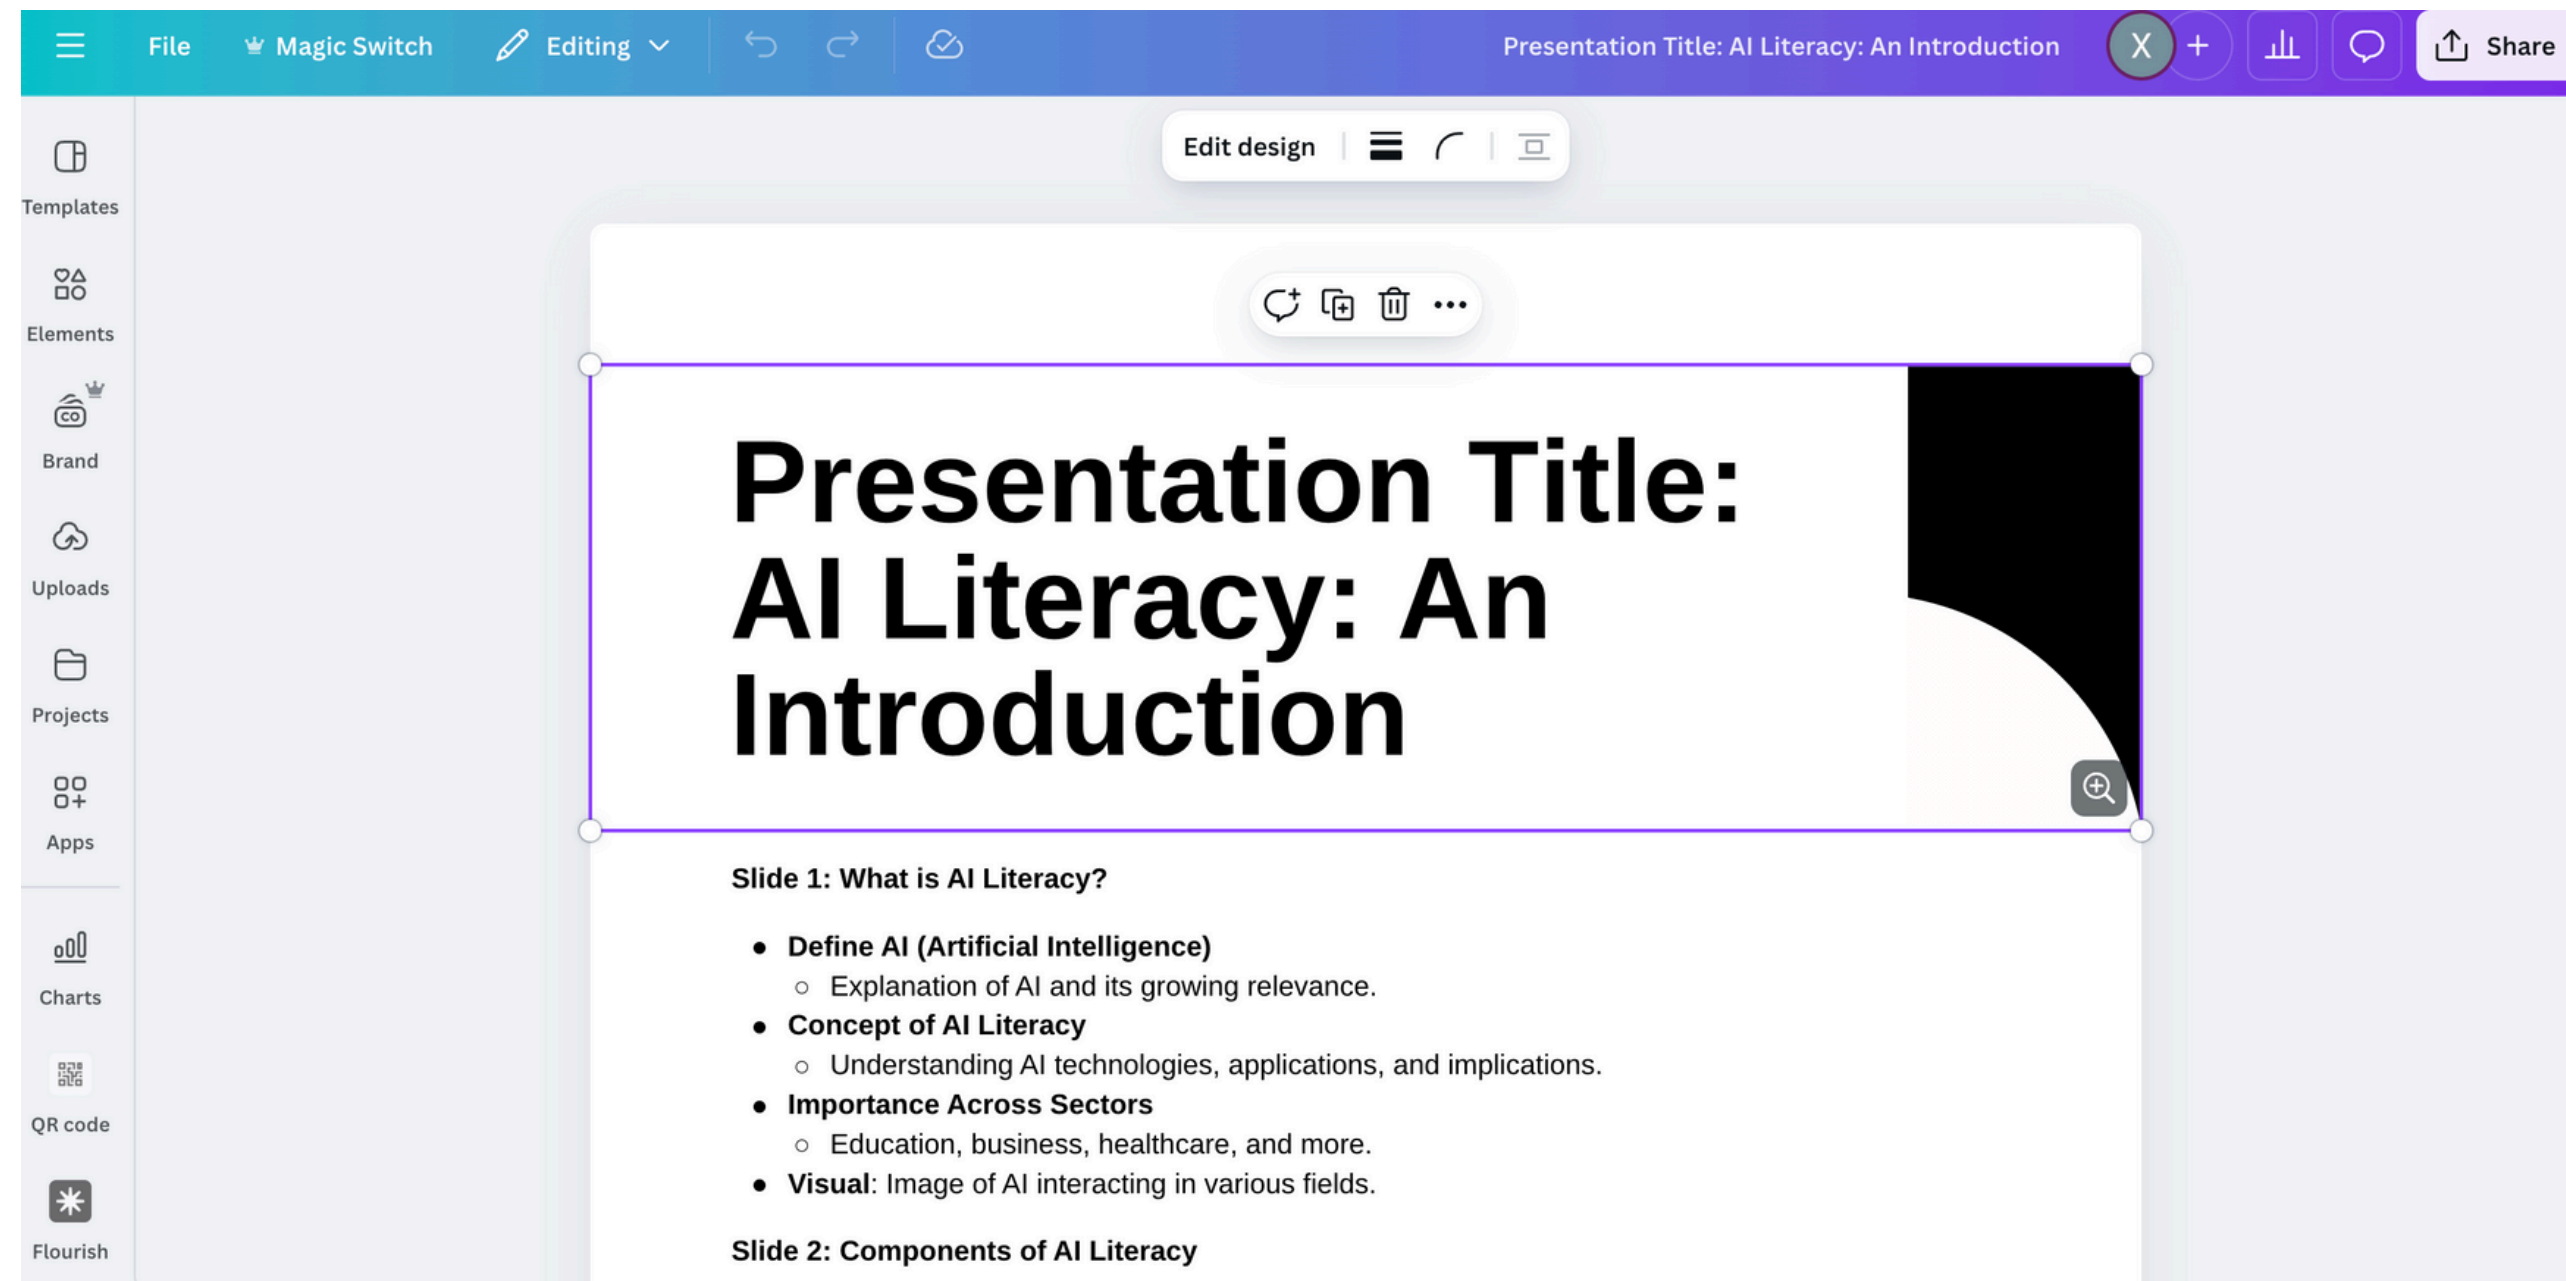 File Magic Switch Editing Presentation Title: AI Literacy: An Introduction X Share
Templates
Elements
CO
Brand
Uploads
Projects
Apps
Charts
QR code
Flourish
Edit design
Presentation Title:
AI Literacy: An
Introduction
Slide 1: What is AI Literacy?
● Define AI (Artificial Intelligence)
○ Explanation of AI and its growing relevance.
● Concept of AI Literacy
○ Understanding AI technologies, applications, and implications.
● Importance Across Sectors
○ Education, business, healthcare, and more.
● Visual: Image of AI interacting in various fields.
Slide 2: Components of AI Literacy